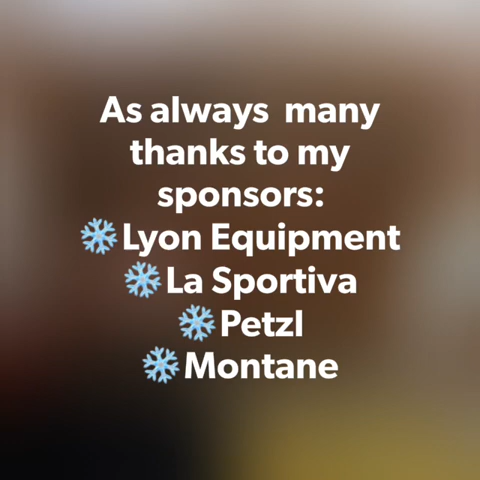 As always  many
thanks to my
sponsors:
❄️Lyon Equipment
❄️La Sportiva
❄️Petzl
❄️Montane